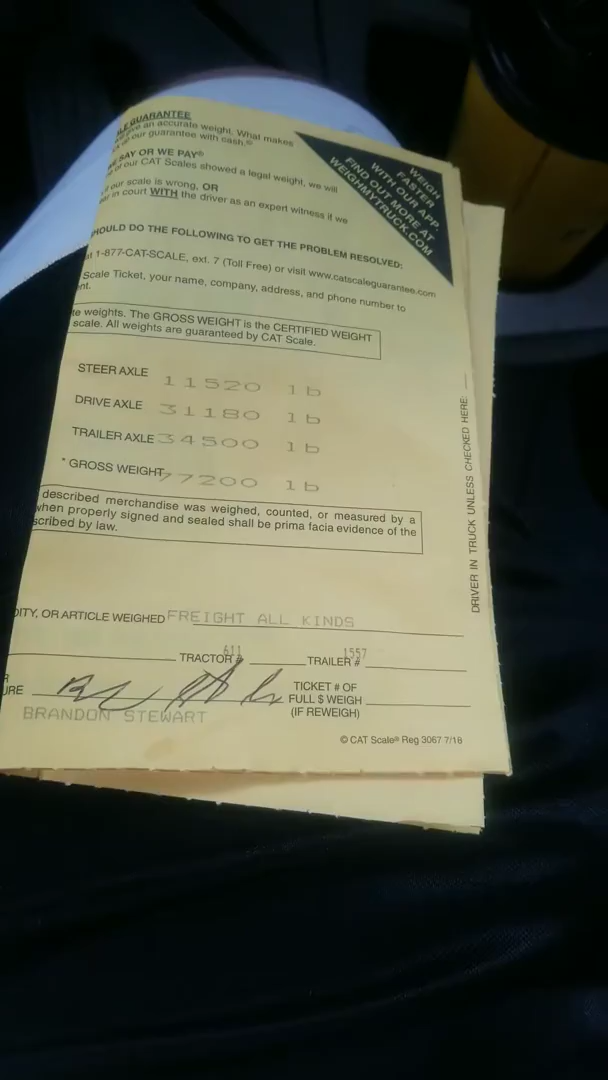 LE GUARANTEE
give an accurate weight. What makes
our guarantee with cash.®
WE SAY OR WE PAY®
of our CAT Scales showed a legal weight, we will
if our scale is wrong, OR
in court WITH the driver as an expert witness if we
SHOULD DO THE FOLLOWING TO GET THE PROBLEM RESOLVED:
at 1-877-CAT-SCALE, ext. 7 (Toll Free) or visit www.catscaleguarantee.com
Scale Ticket, your name, company, address, and phone number to
nt.
WEIGH
FASTER
WITH OUR APP.
FIND OUT MORE AT
WEIGHMYTRUCK.COM
te weights. The GROSS WEIGHT is the CERTIFIED WEIGHT
scale. All weights are guaranteed by CAT Scale.
STEER AXLE 11520 lb
DRIVE AXLE 31180 lb
TRAILER AXLE 34500 lb
* GROSS WEIGHT 77200 lb
described merchandise was weighed, counted, or measured by a
when properly signed and sealed shall be prima facia evidence of the
scribed by law.
DRIVER IN TRUCK UNLESS CHECKED HERE
DITY, OR ARTICLE WEIGHED FREIGHT ALL KINDS
TRACTOR # 611 TRAILER # 1557
R
URE
BRANDON STEWART
TICKET # OF
FULL $ WEIGH
(IF REWEIGH)
© CAT Scale® Reg 3067 7/18